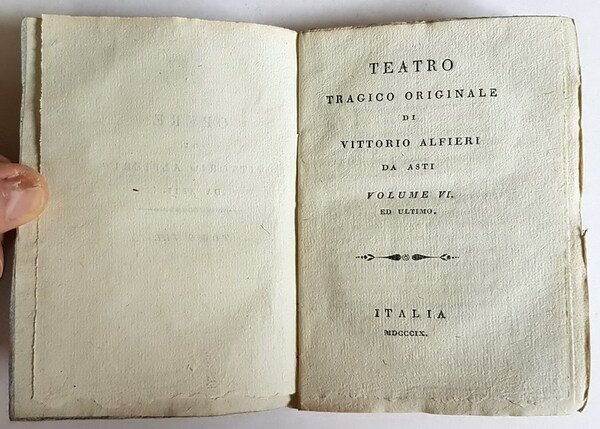 TEATRO
TRAGICO ORIGINALE
DI
VITTORIO ALFIERI
DA ASTI
VOLUME VI.
ED ULTIMO.
ITALIA
MDCCCIX.